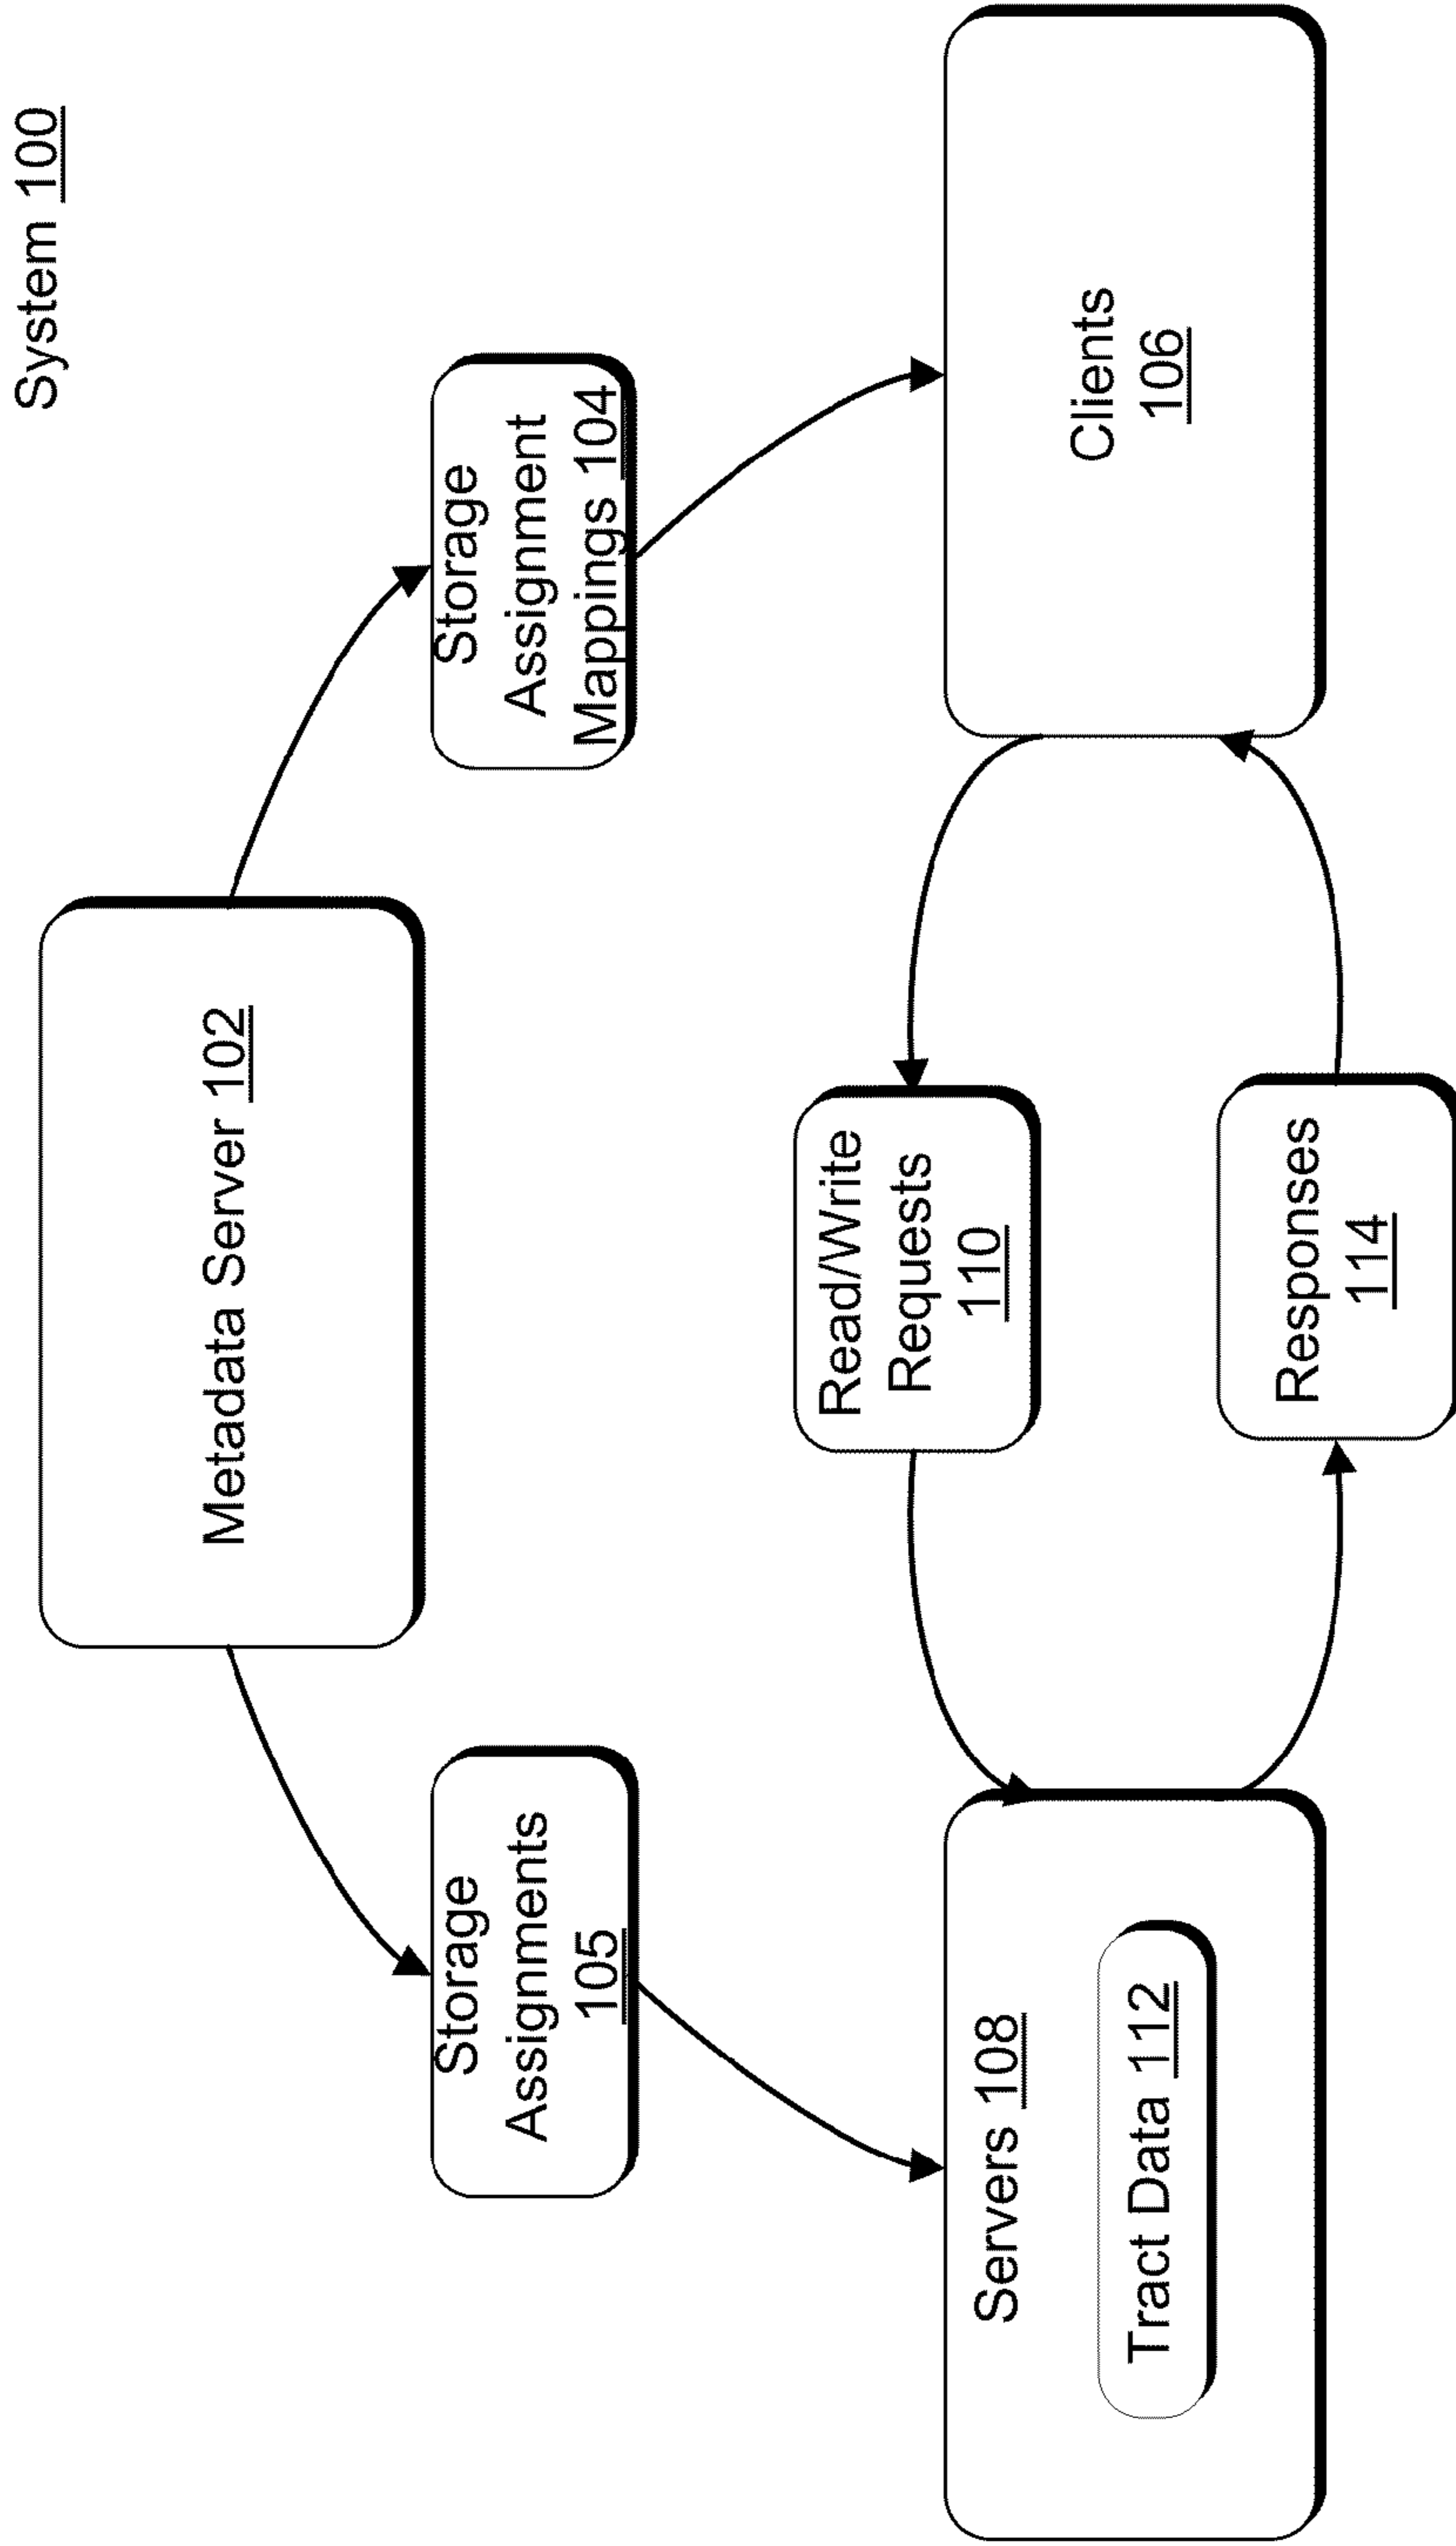 System 100
Metadata Server 102
Storage
Assignments
105
Storage
Assignment
Mappings 104
Servers 108
Tract Data 112
Read/Write
Requests
110
Responses
114
Clients
106